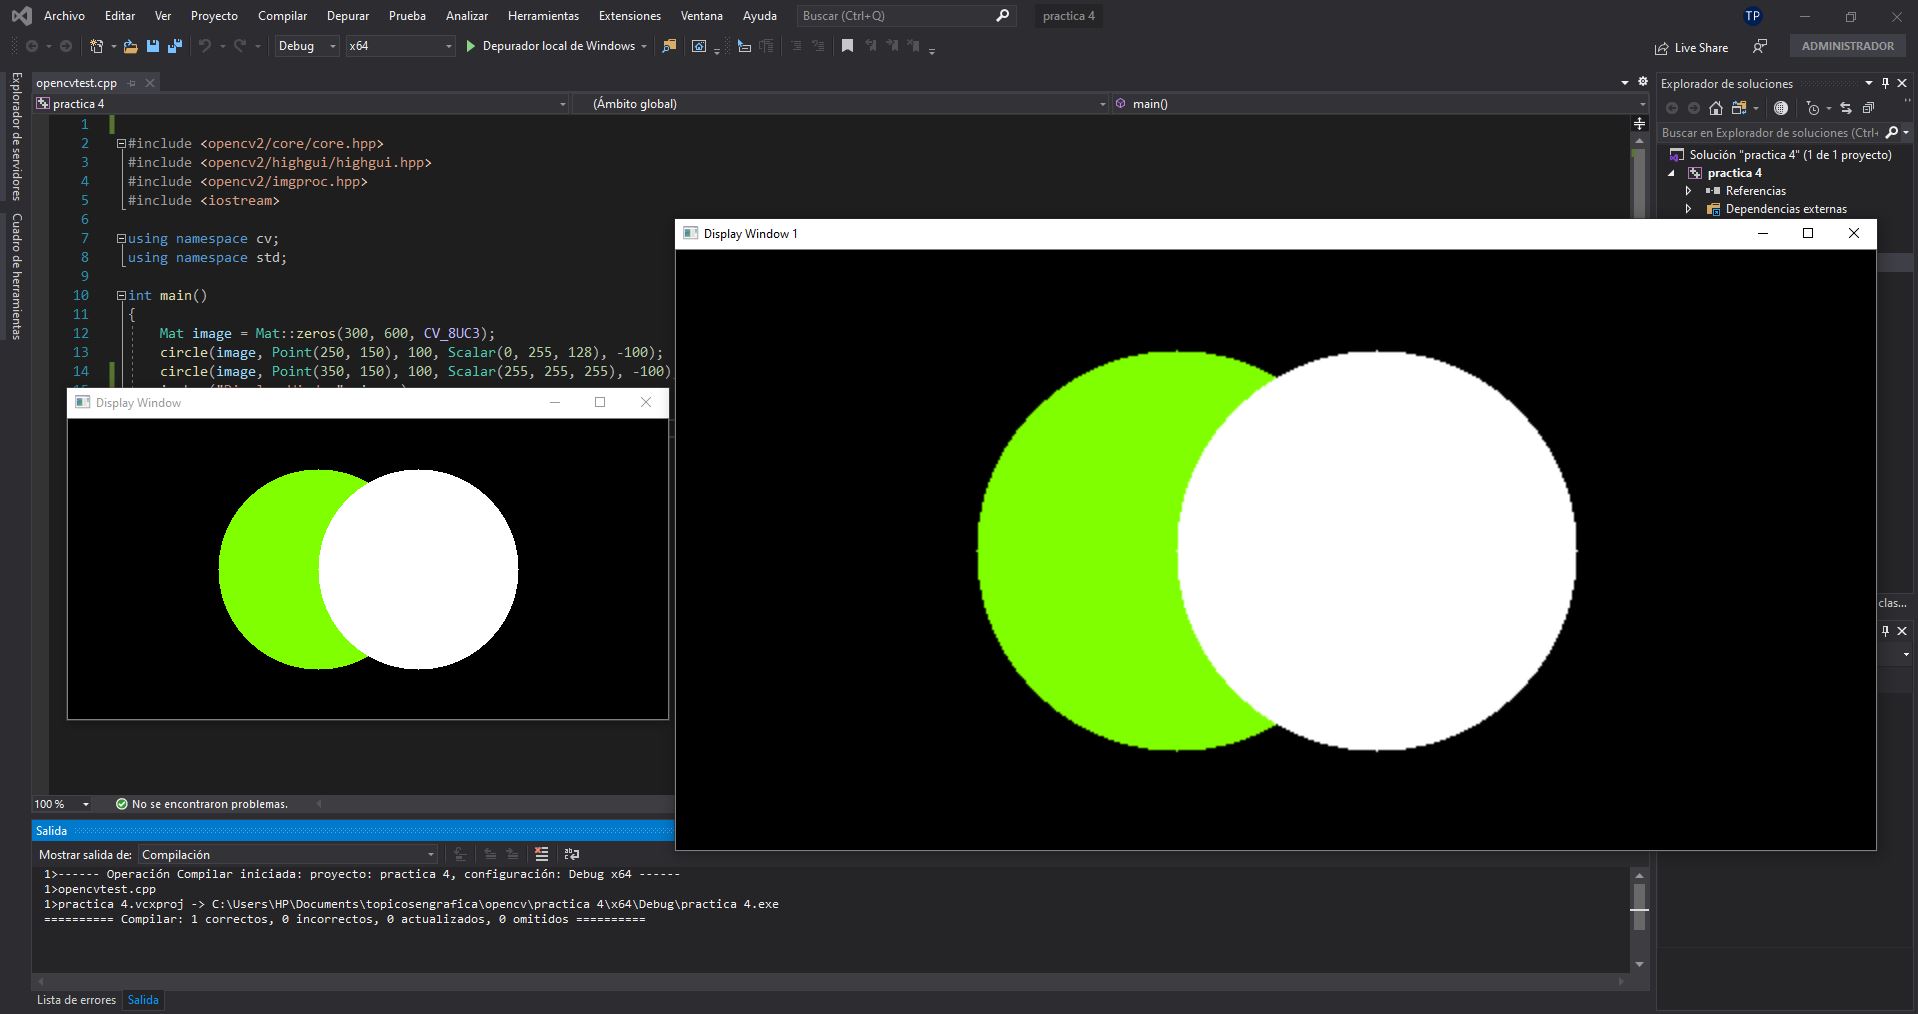 Archivo Editar Ver Proyecto Compilar Depurar Prueba Analizar Herramientas Extensiones Ventana Ayuda Buscar (Ctrl+Q) practica 4 TP
Debug x64 Depurador local de Windows Live Share ADMINISTRADOR
Explorador de servidores
Cuadro de herramientas
opencvtest.cpp
practica 4 (Ámbito global) main()
1
2 #include <opencv2/core/core.hpp>
3 #include <opencv2/highgui/highgui.hpp>
4 #include <opencv2/imgproc.hpp>
5 #include <iostream>
6
7 using namespace cv;
8 using namespace std;
9
10 int main()
11 {
12 Mat image = Mat::zeros(300, 600, CV_8UC3);
13 circle(image, Point(250, 150), 100, Scalar(0, 255, 128), -100);
14 circle(image, Point(350, 150), 100, Scalar(255, 255, 255), -100)
Display Window
Display Window 1
Explorador de soluciones
Buscar en Explorador de soluciones (Ctrl+
Solución "practica 4" (1 de 1 proyecto)
practica 4
Referencias
Dependencias externas
clas...
100 % No se encontraron problemas.
Salida
Mostrar salida de: Compilación
1>------ Operación Compilar iniciada: proyecto: practica 4, configuración: Debug x64 ------
1>opencvtest.cpp
1>practica 4.vcxproj -> C:\Users\HP\Documents\topicosengrafica\opencv\practica 4\x64\Debug\practica 4.exe
========== Compilar: 1 correctos, 0 incorrectos, 0 actualizados, 0 omitidos ==========
Lista de errores Salida